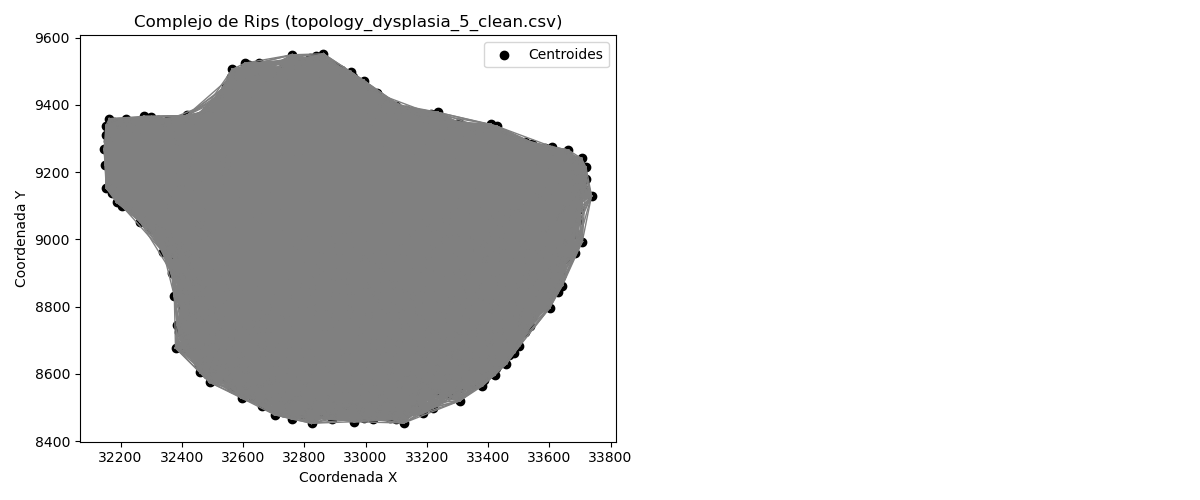 Complejo de Rips (topology_dysplasia_5_clean.csv)
Centroides
Coordenada Y
9600
9400
9200
9000
8800
8600
8400
32200 32400 32600 32800 33000 33200 33400 33600 33800
Coordenada X